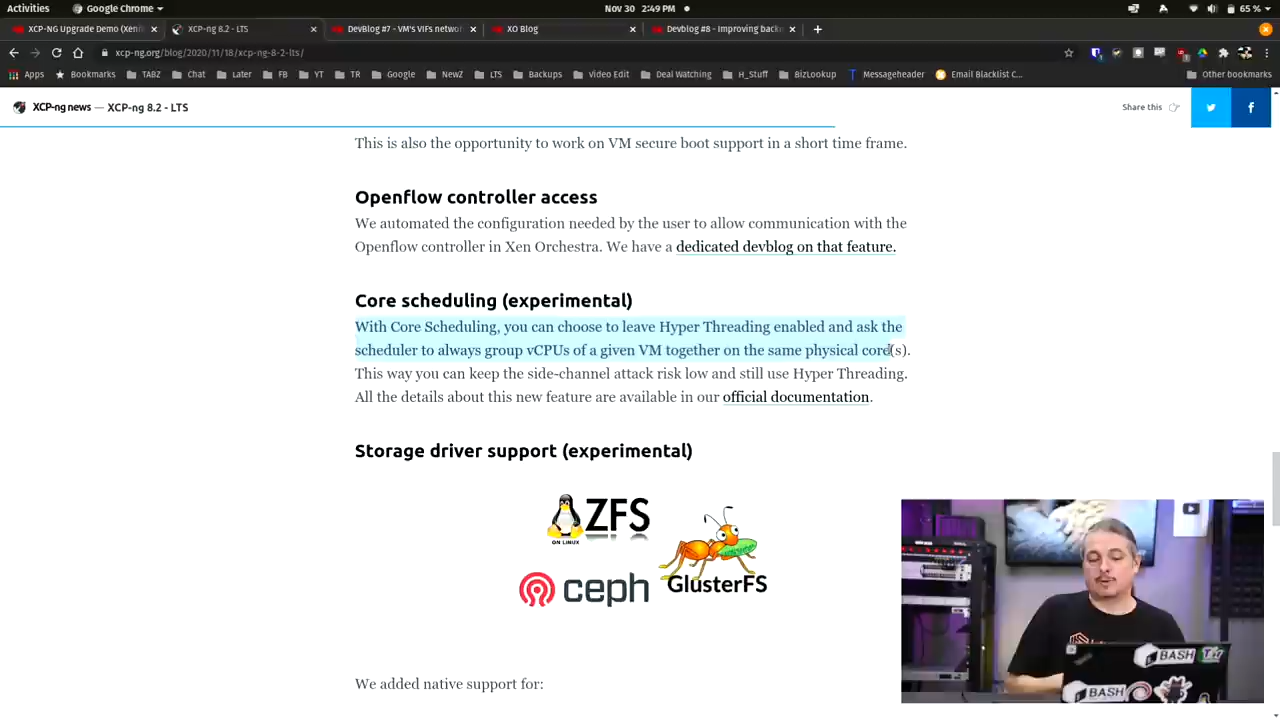 Activities
Google Chrome
Nov 30 2:49 PM
65 %
XCP-NG Upgrade Demo (Xen
XCP-ng 8.2 - LTS
DevBlog #7 - VM's VIFs netwo
XO Blog
Devblog #8 - Improving back
xcp-ng.org/blog/2020/11/18/xcp-ng-8-2-lts/
Apps
Bookmarks
TABZ
Chat
Later
FB
YT
TR
Google
NewZ
LTS
Backups
Video Edit
Deal Watching
H_Stuff
BizLookup
Messageheader
Email Blacklist C...
Other bookmarks
XCP-ng news — XCP-ng 8.2 - LTS
Share this
This is also the opportunity to work on VM secure boot support in a short time frame.
Openflow controller access
We automated the configuration needed by the user to allow communication with the
Openflow controller in Xen Orchestra. We have a dedicated devblog on that feature.
Core scheduling (experimental)
With Core Scheduling, you can choose to leave Hyper Threading enabled and ask the
scheduler to always group vCPUs of a given VM together on the same physical core(s).
This way you can keep the side-channel attack risk low and still use Hyper Threading.
All the details about this new feature are available in our official documentation.
Storage driver support (experimental)
ZFS
ON LINUX
GlusterFS
ceph
We added native support for:
BASH
BASH